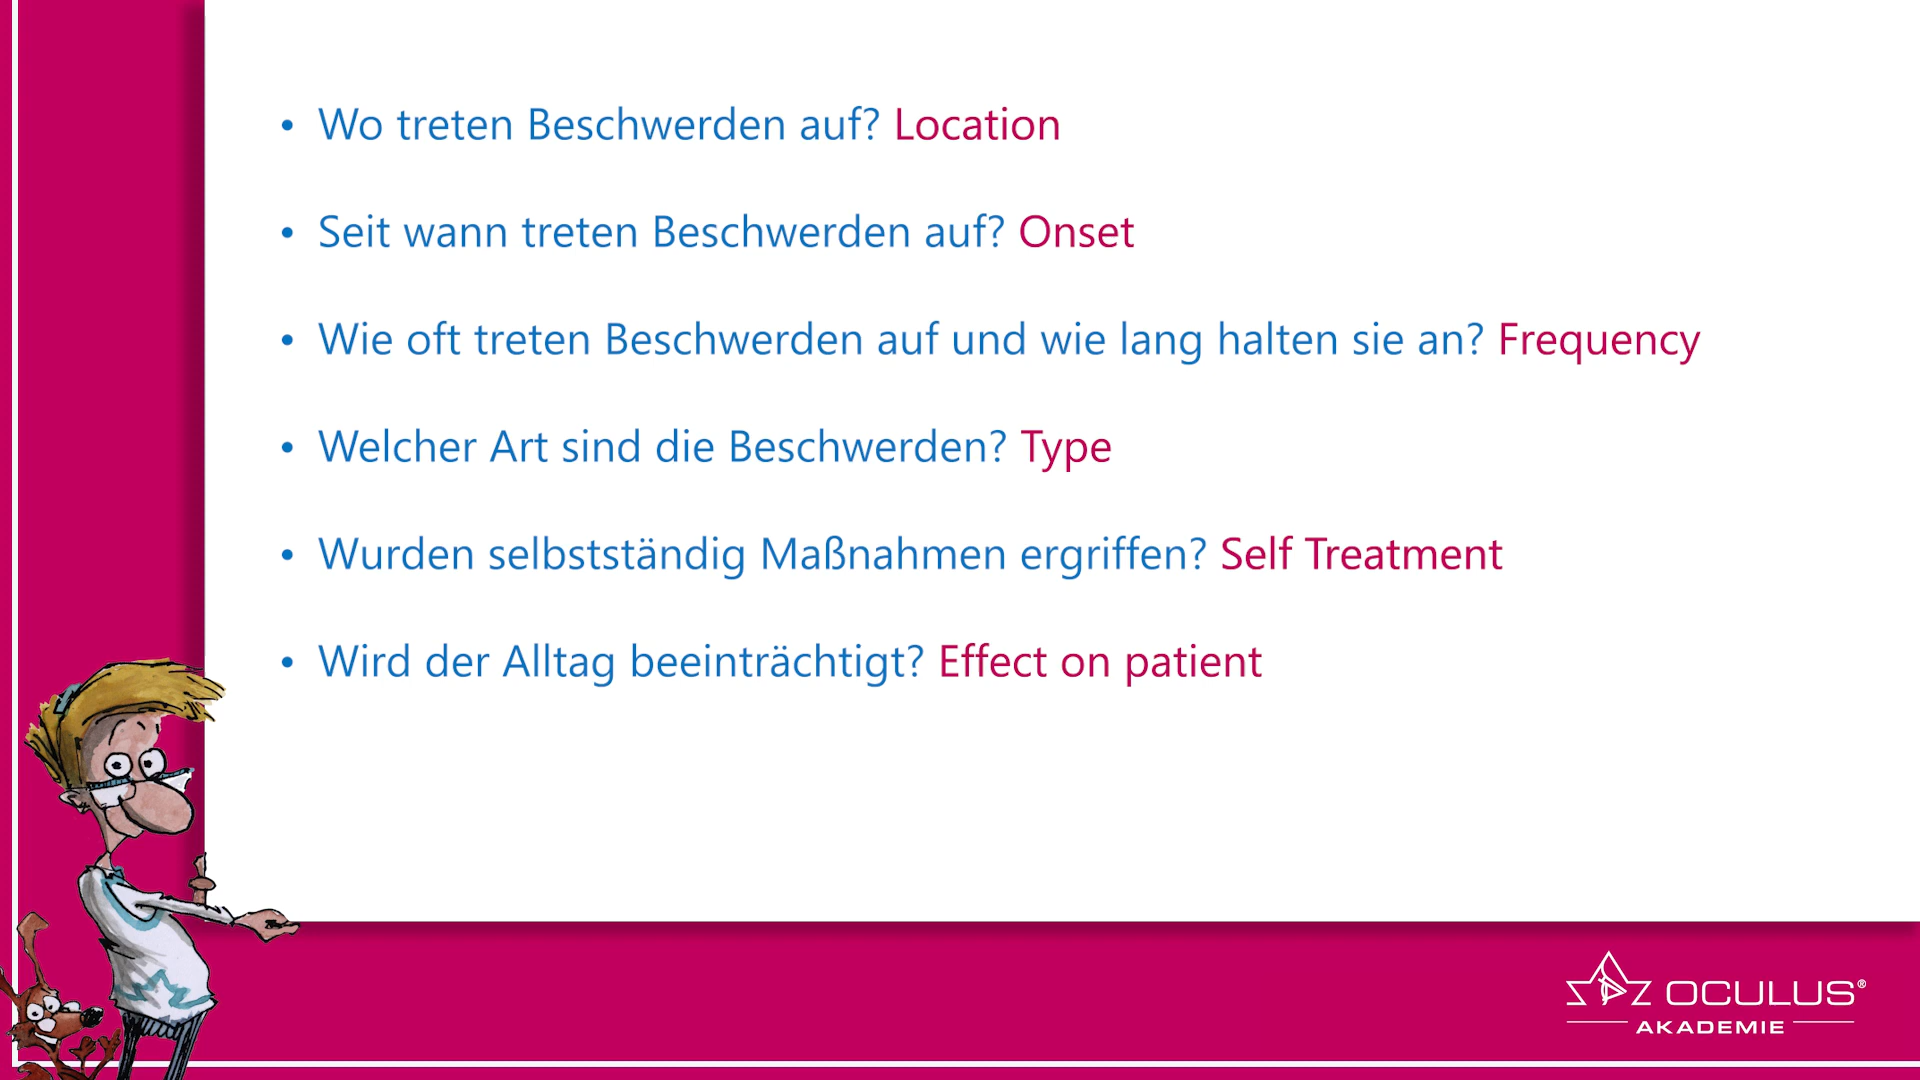 • Wo treten Beschwerden auf? Location
• Seit wann treten Beschwerden auf? Onset
• Wie oft treten Beschwerden auf und wie lang halten sie an? Frequency
• Welcher Art sind die Beschwerden? Type
• Wurden selbstständig Maßnahmen ergriffen? Self Treatment
• Wird der Alltag beeinträchtigt? Effect on patient
OCULUS®
AKADEMIE